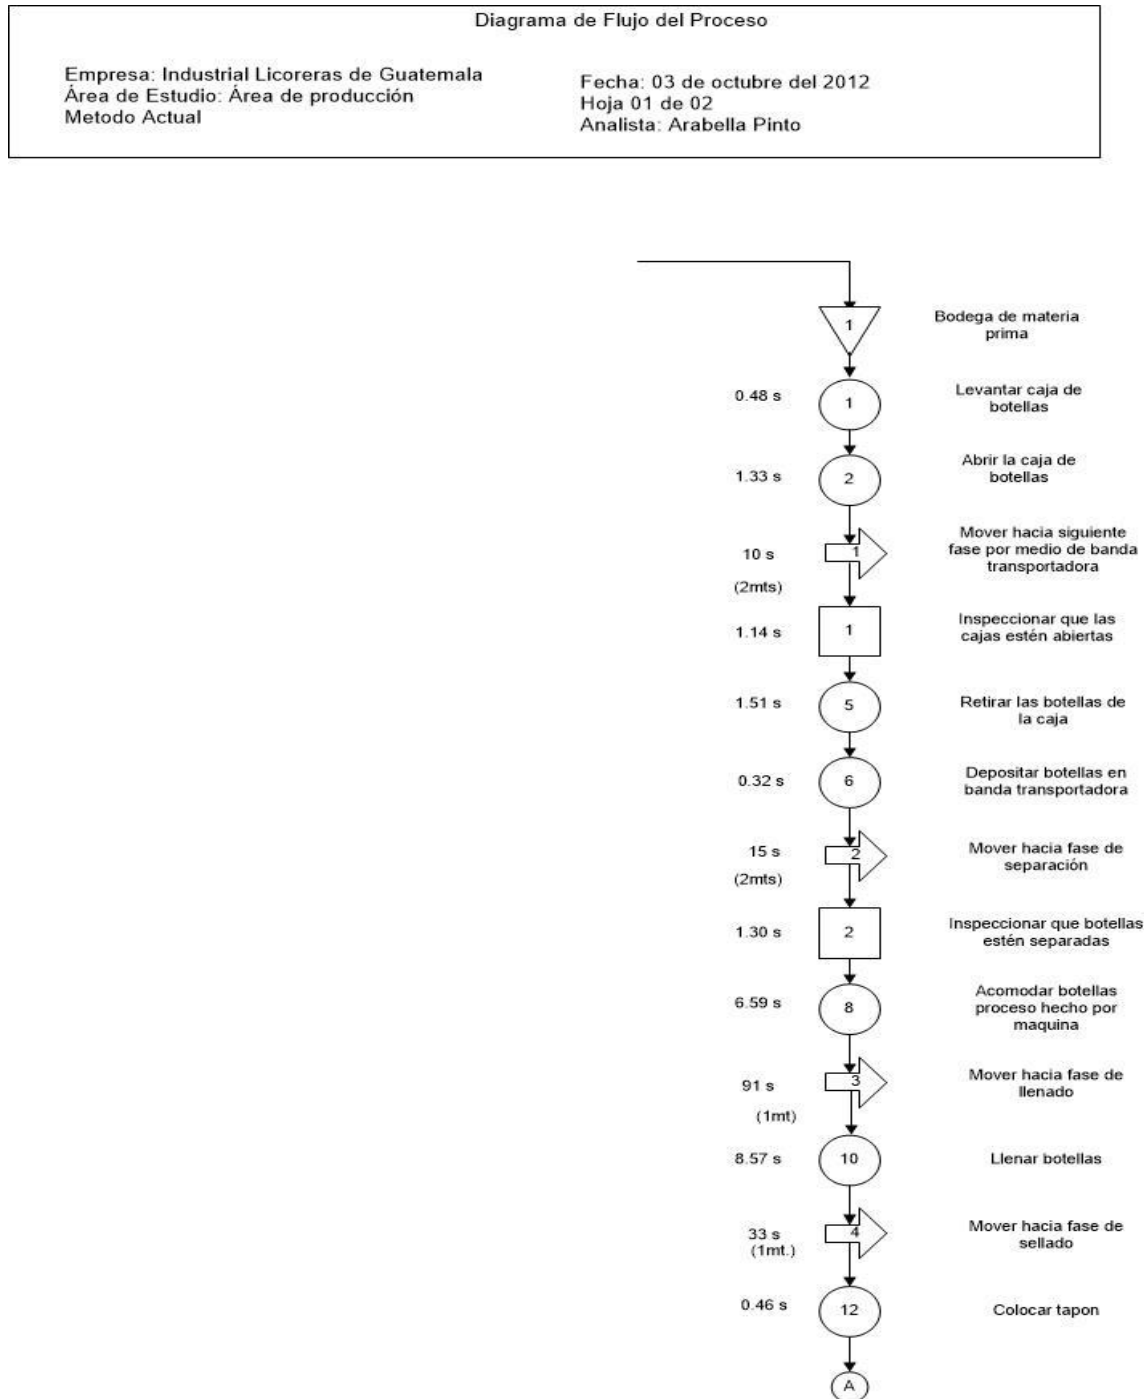 Diagrama de Flujo del Proceso
Empresa: Industrial Licoreras de Guatemala
Área de Estudio: Área de producción
Metodo Actual
Fecha: 03 de octubre del 2012
Hoja 01 de 02
Analista: Arabella Pinto
1
Bodega de materia
prima
0.48 s
1
Levantar caja de
botellas
1.33 s
2
Abrir la caja de
botellas
10 s
(2mts)
1
Mover hacia siguiente
fase por medio de banda
transportadora
1.14 s
1
Inspeccionar que las
cajas estén abiertas
1.51 s
5
Retirar las botellas de
la caja
0.32 s
6
Depositar botellas en
banda transportadora
15 s
(2mts)
2
Mover hacia fase de
separación
1.30 s
2
Inspeccionar que botellas
estén separadas
6.59 s
8
Acomodar botellas
proceso hecho por
maquina
91 s
(1mt)
3
Mover hacia fase de
llenado
8.57 s
10
Llenar botellas
33 s
(1mt.)
4
Mover hacia fase de
sellado
0.46 s
12
Colocar tapon
A